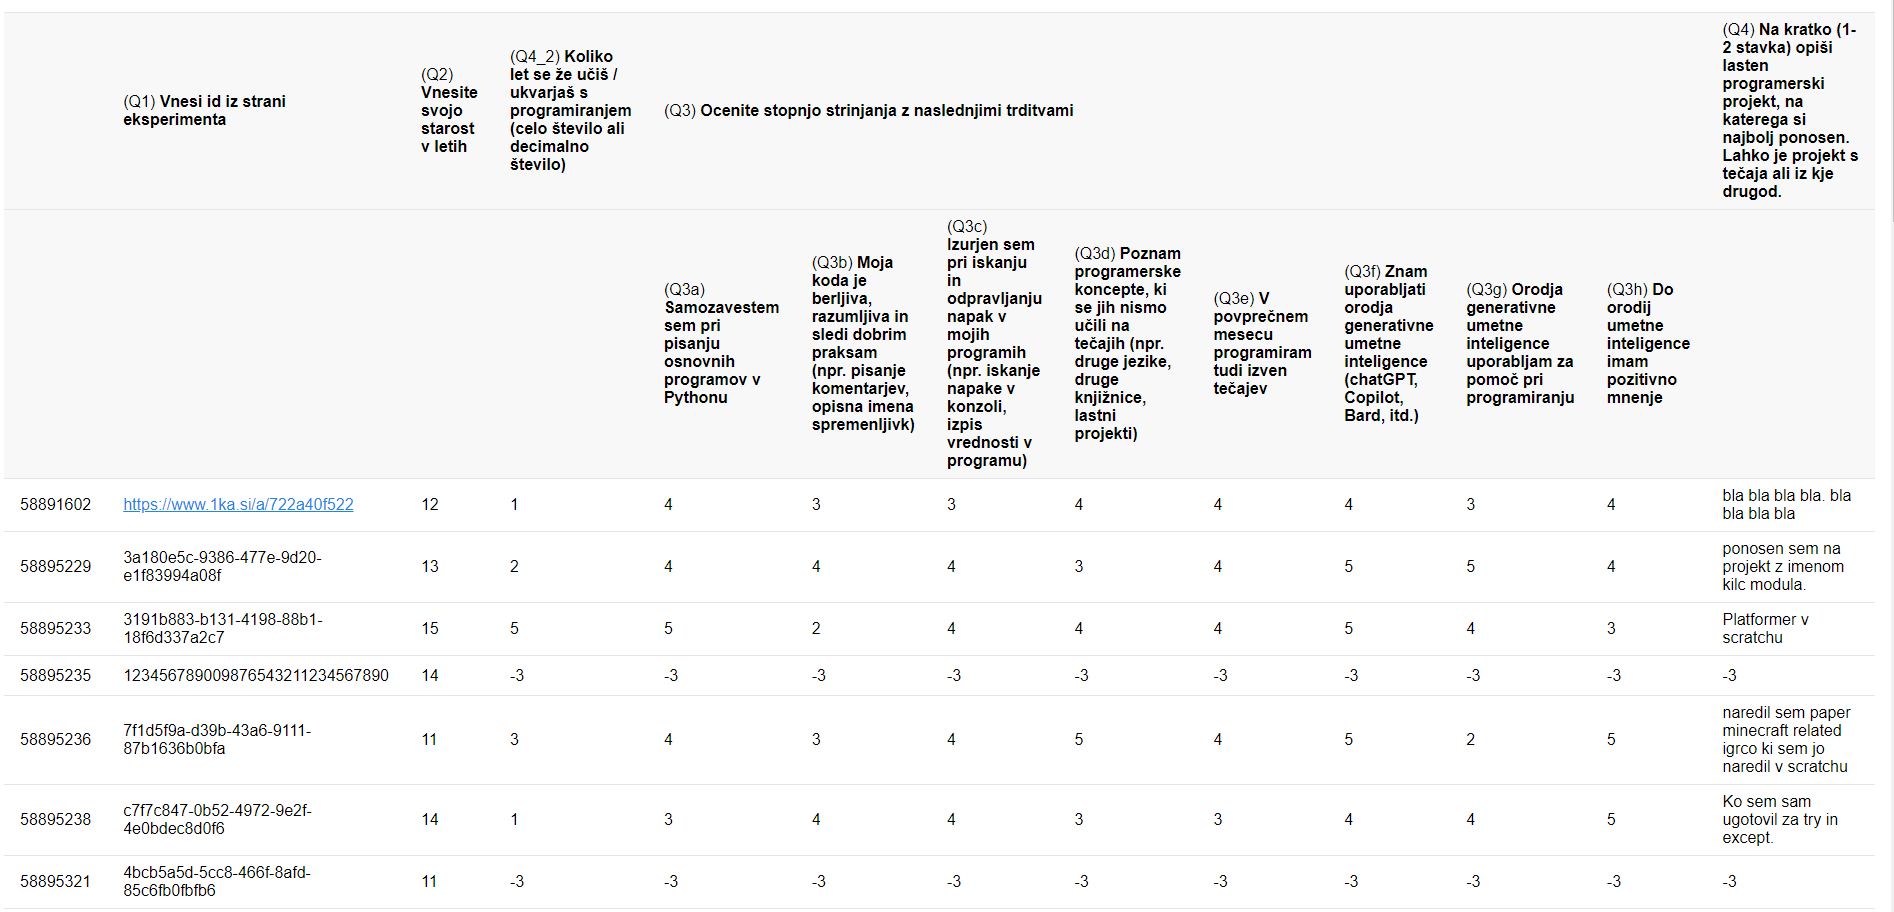 (Q1) Vnesi id iz strani
eksperimenta
(Q2)
Vnesite
svojo
starost
v letih
(Q4_2) Koliko
let se že učiš /
ukvarjaš s
programiranjem
(celo število ali
decimalno
število)
(Q3) Ocenite stopnjo strinjanja z naslednjimi trditvami
(Q4) Na kratko (1-
2 stavka) opiši
lasten
programerski
projekt, na
katerega si
najbolj ponosen.
Lahko je projekt s
tečaja ali iz kje
drugod.
(Q3a)
Samozavestem
sem pri
pisanju
osnovnih
programov v
Pythonu
(Q3b) Moja
koda je
berljiva,
razumljiva in
sledi dobrim
praksam
(npr. pisanje
komentarjev,
opisna imena
spremenljivk)
(Q3c)
Izurjen sem
pri iskanju
in
odpravljanju
napak v
mojih
programih
(npr. iskanje
napake v
konzoli,
izpis
vrednosti v
programu)
(Q3d) Poznam
programerske
koncepte, ki
se jih nismo
učili na
tečajih (npr.
druge jezike,
druge
knjižnice,
lastni
projekti)
(Q3e) V
povprečnem
mesecu
programiram
tudi izven
tečajev
(Q3f) Znam
uporabljati
orodja
generativne
umetne
inteligence
(chatGPT,
Copilot,
Bard, itd.)
(Q3g) Orodja
generativne
umetne
inteligence
uporabljam za
pomoč pri
programiranju
(Q3h) Do
orodij
umetne
inteligence
imam
pozitivno
mnenje
58891602 https://www.1ka.si/a/722a40f522 12 1 4 3 3 4 4 4 3 4 bla bla bla bla. bla
bla bla bla
58895229 3a180e5c-9386-477e-9d20-
e1f83994a08f 13 2 4 4 4 3 4 5 5 4 ponosen sem na
projekt z imenom
kilc modula.
58895233 3191b883-b131-4198-88b1-
18f6d337a2c7 15 5 5 2 4 4 4 5 4 3 Platformer v
scratchu
58895235 123456789009876543211234567890 14 -3 -3 -3 -3 -3 -3 -3 -3 -3 -3
58895236 7f1d5f9a-d39b-43a6-9111-
87b1636b0bfa 11 3 4 3 4 5 4 5 2 5 naredil sem paper
minecraft related
igrco ki sem jo
naredil v scratchu
58895238 c7f7c847-0b52-4972-9e2f-
4e0bdec8d0f6 14 1 3 4 4 3 3 4 4 5 Ko sem sam
ugotovil za try in
except.
58895321 4bcb5a5d-5cc8-466f-8afd-
85c6fb0fbfb6 11 -3 -3 -3 -3 -3 -3 -3 -3 -3 -3